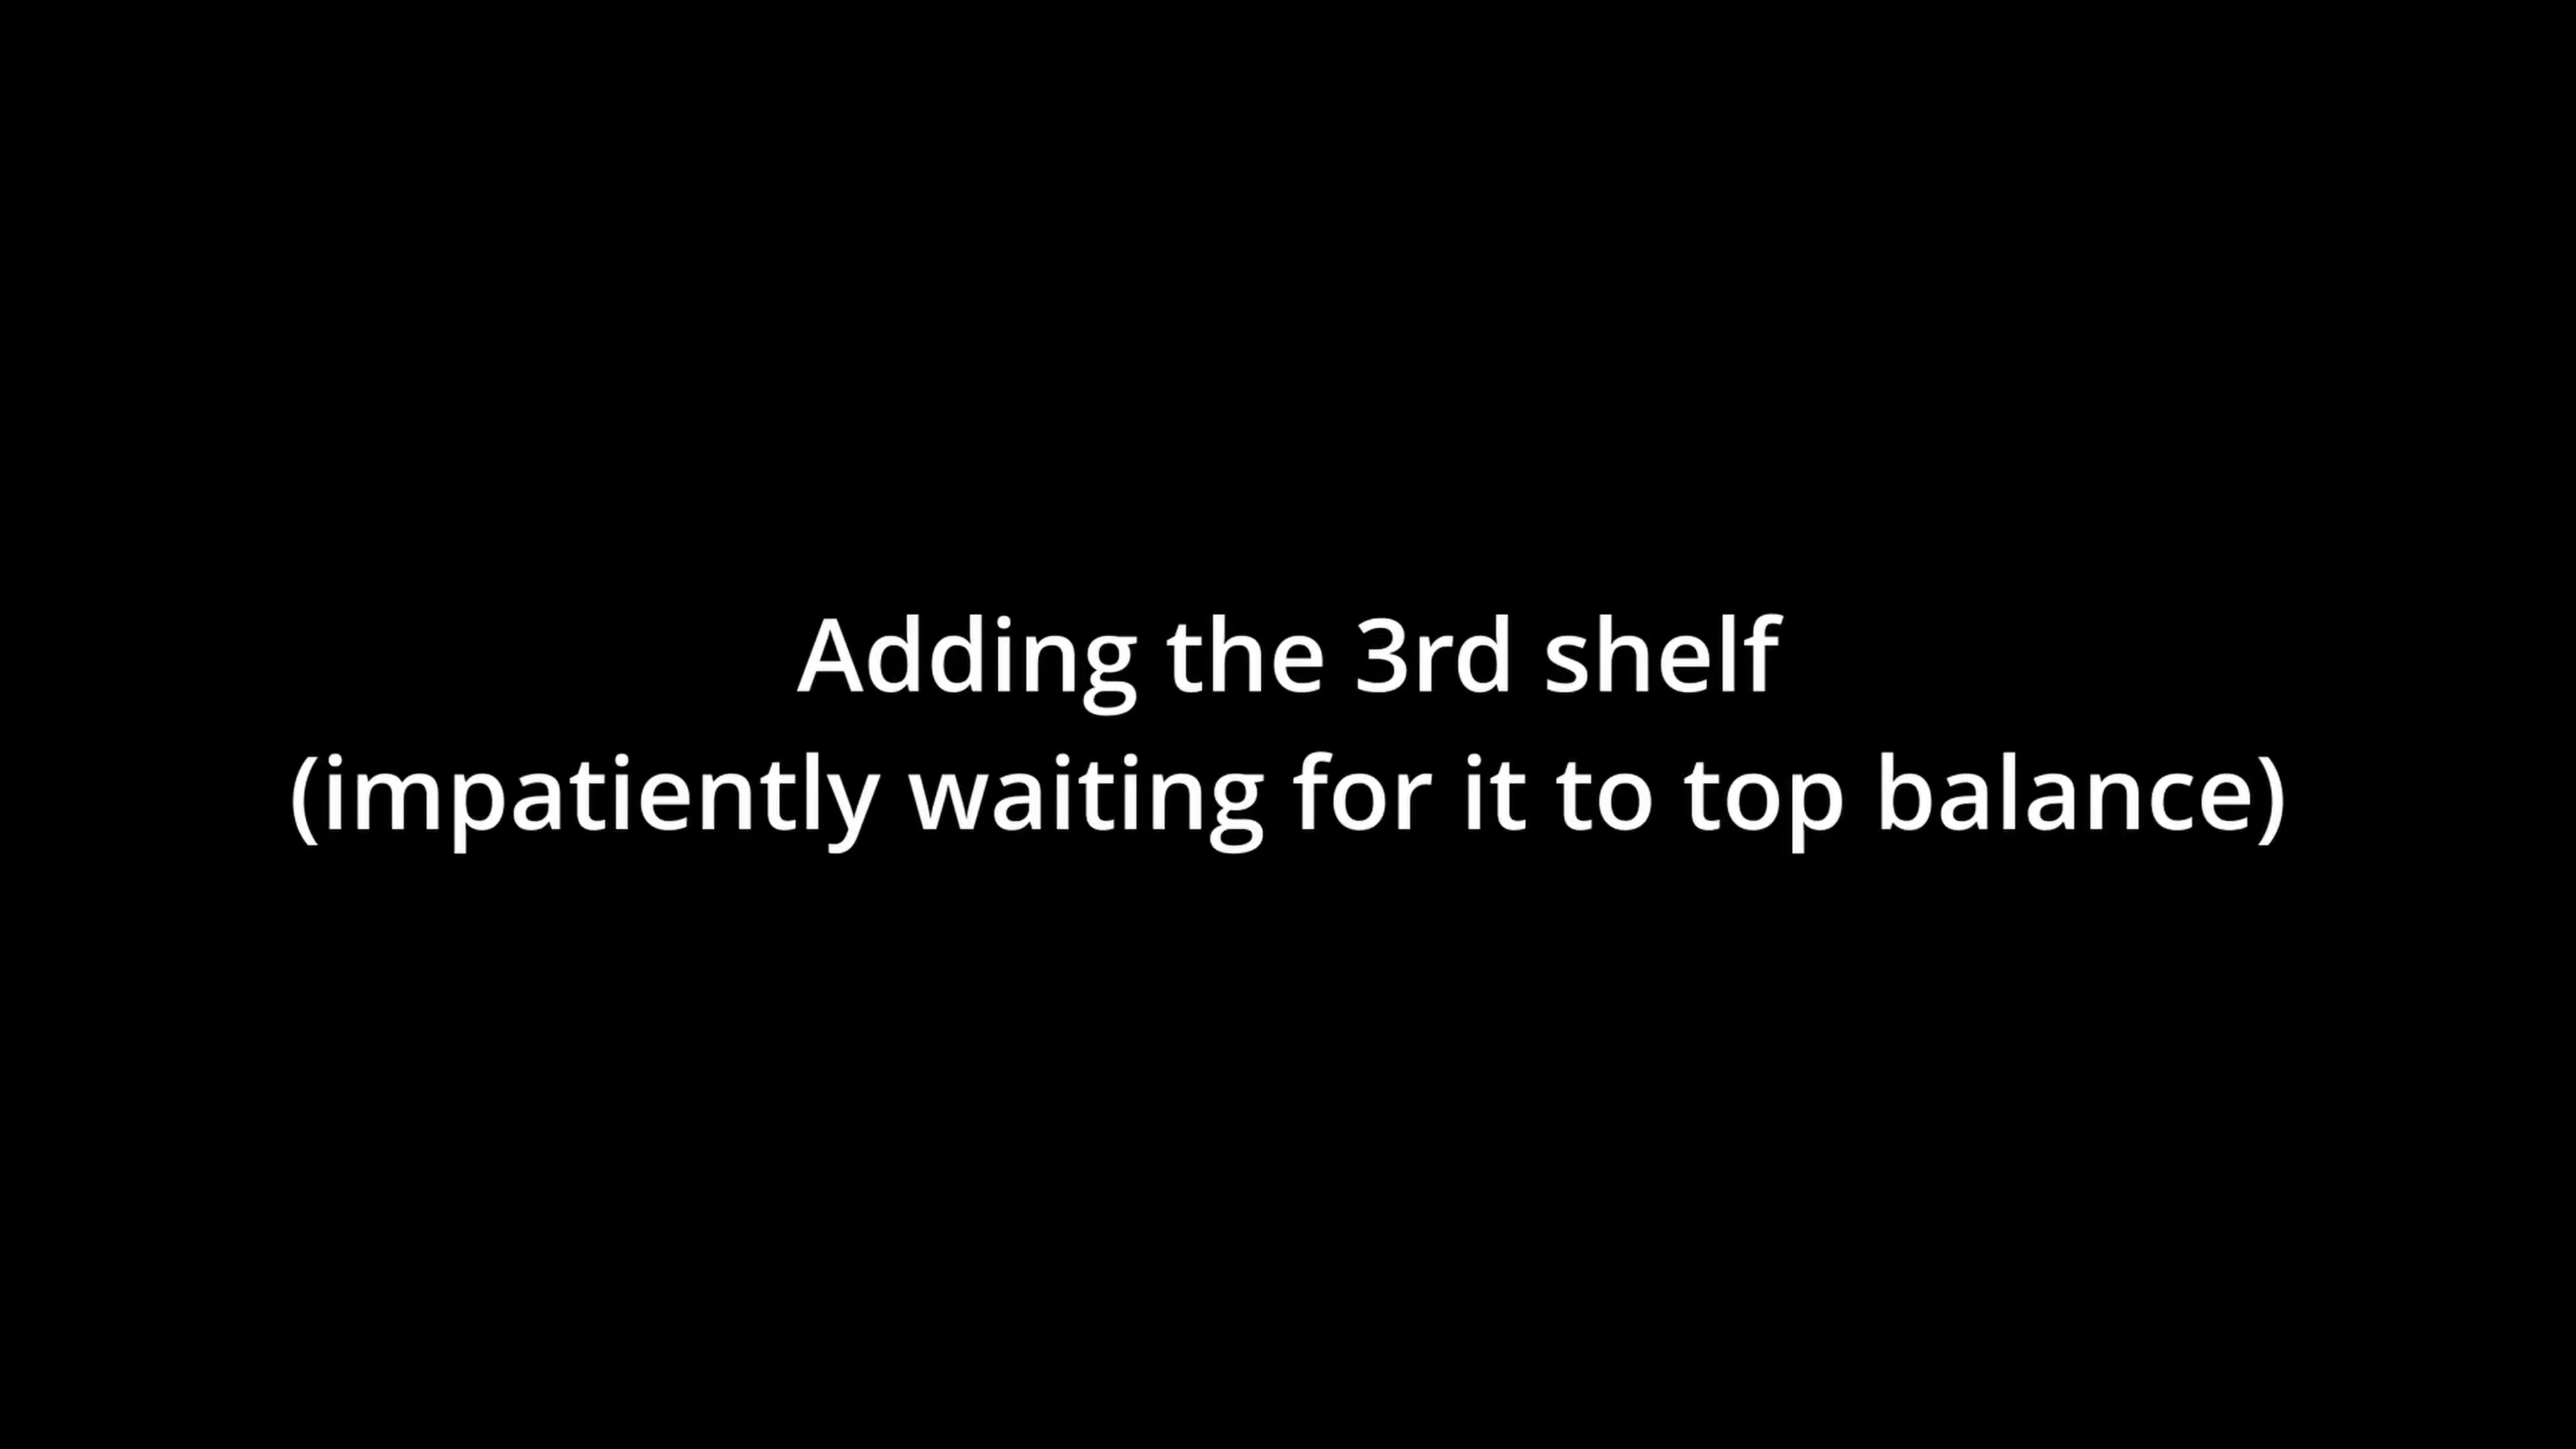 Adding the 3rd shelf
(impatiently waiting for it to top balance)